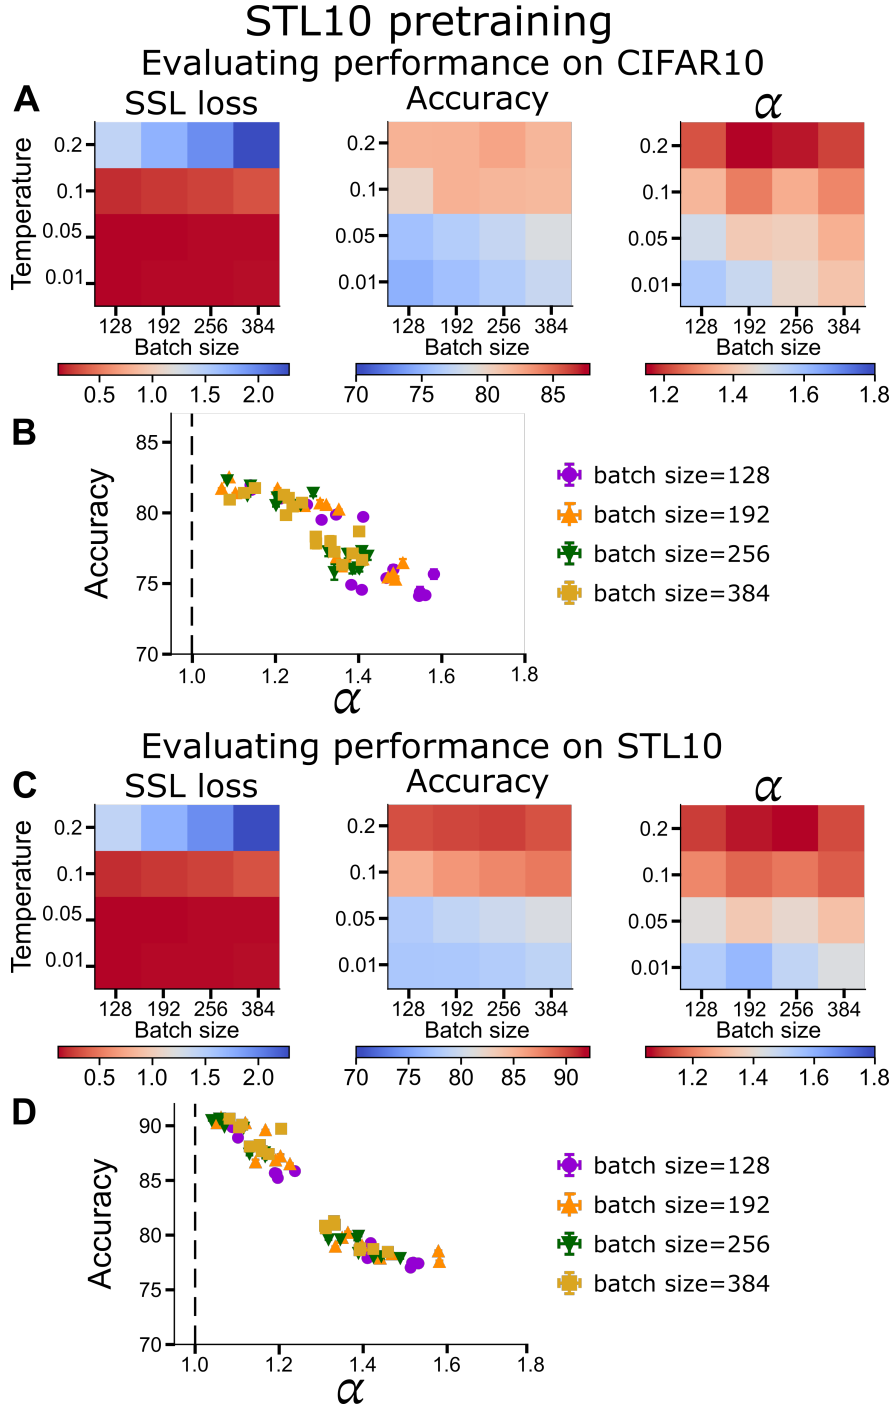 STL10 pretraining
Evaluating performance on CIFAR10
A
SSL loss
Accuracy
α
Temperature
0.2
0.1
0.05
0.01
128 192 256 384
Batch size
0.5 1.0 1.5 2.0
0.2
0.1
0.05
0.01
128 192 256 384
Batch size
70 75 80 85
0.2
0.1
0.05
0.01
128 192 256 384
Batch size
1.2 1.4 1.6 1.8
B
Accuracy
85
80
75
70
1.0 1.2 1.4 1.6 1.8
α
batch size=128
batch size=192
batch size=256
batch size=384
Evaluating performance on STL10
C
SSL loss
Accuracy
α
Temperature
0.2
0.1
0.05
0.01
128 192 256 384
Batch size
0.5 1.0 1.5 2.0
0.2
0.1
0.05
0.01
128 192 256 384
Batch size
70 75 80 85 90
0.2
0.1
0.05
0.01
128 192 256 384
Batch size
1.2 1.4 1.6 1.8
D
Accuracy
90
85
80
75
70
1.0 1.2 1.4 1.6 1.8
α
batch size=128
batch size=192
batch size=256
batch size=384